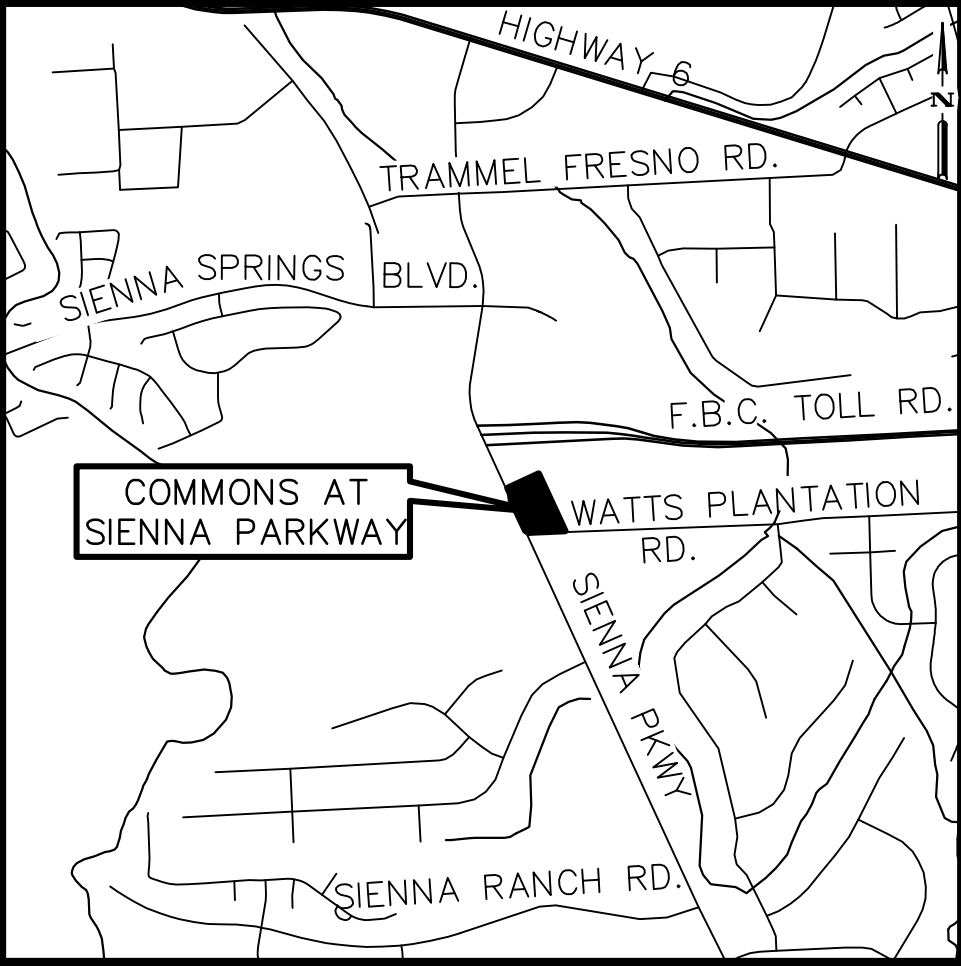 HIGHWAY 6
N
TRAMMEL FRESNO RD.
SIENNA SPRINGS BLVD.
F.B.C. TOLL RD.
COMMONS AT
SIENNA PARKWAY
WATTS PLANTATION
RD.
SIENNA PKWY
SIENNA RANCH RD.